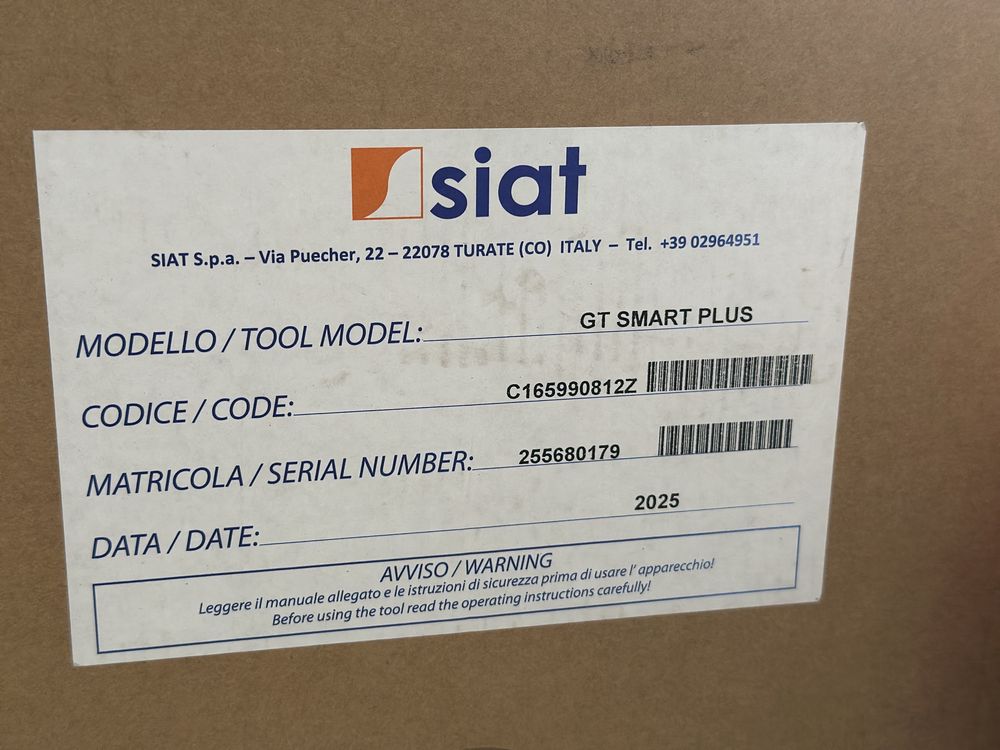 siat
SIAT S.p.a. – Via Puecher, 22 – 22078 TURATE (CO) ITALY – Tel. +39 02964951
MODELLO / TOOL MODEL: GT SMART PLUS
CODICE / CODE: C165990812Z
MATRICOLA / SERIAL NUMBER: 255680179
DATA / DATE: 2025
AVVISO / WARNING
Leggere il manuale allegato e le istruzioni di sicurezza prima di usare l' apparecchio!
Before using the tool read the operating instructions carefully!